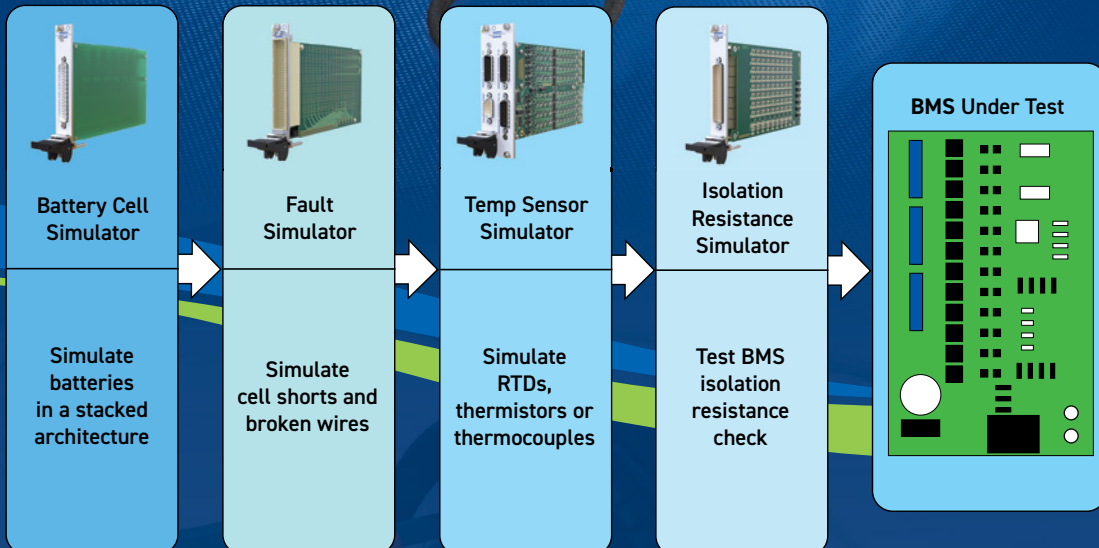 Battery Cell
Simulator
Simulate
batteries
in a stacked
architecture
Fault
Simulator
Simulate
cell shorts and
broken wires
Temp Sensor
Simulator
Simulate
RTDs,
thermistors or
thermocouples
Isolation
Resistance
Simulator
Test BMS
isolation
resistance
check
BMS Under Test